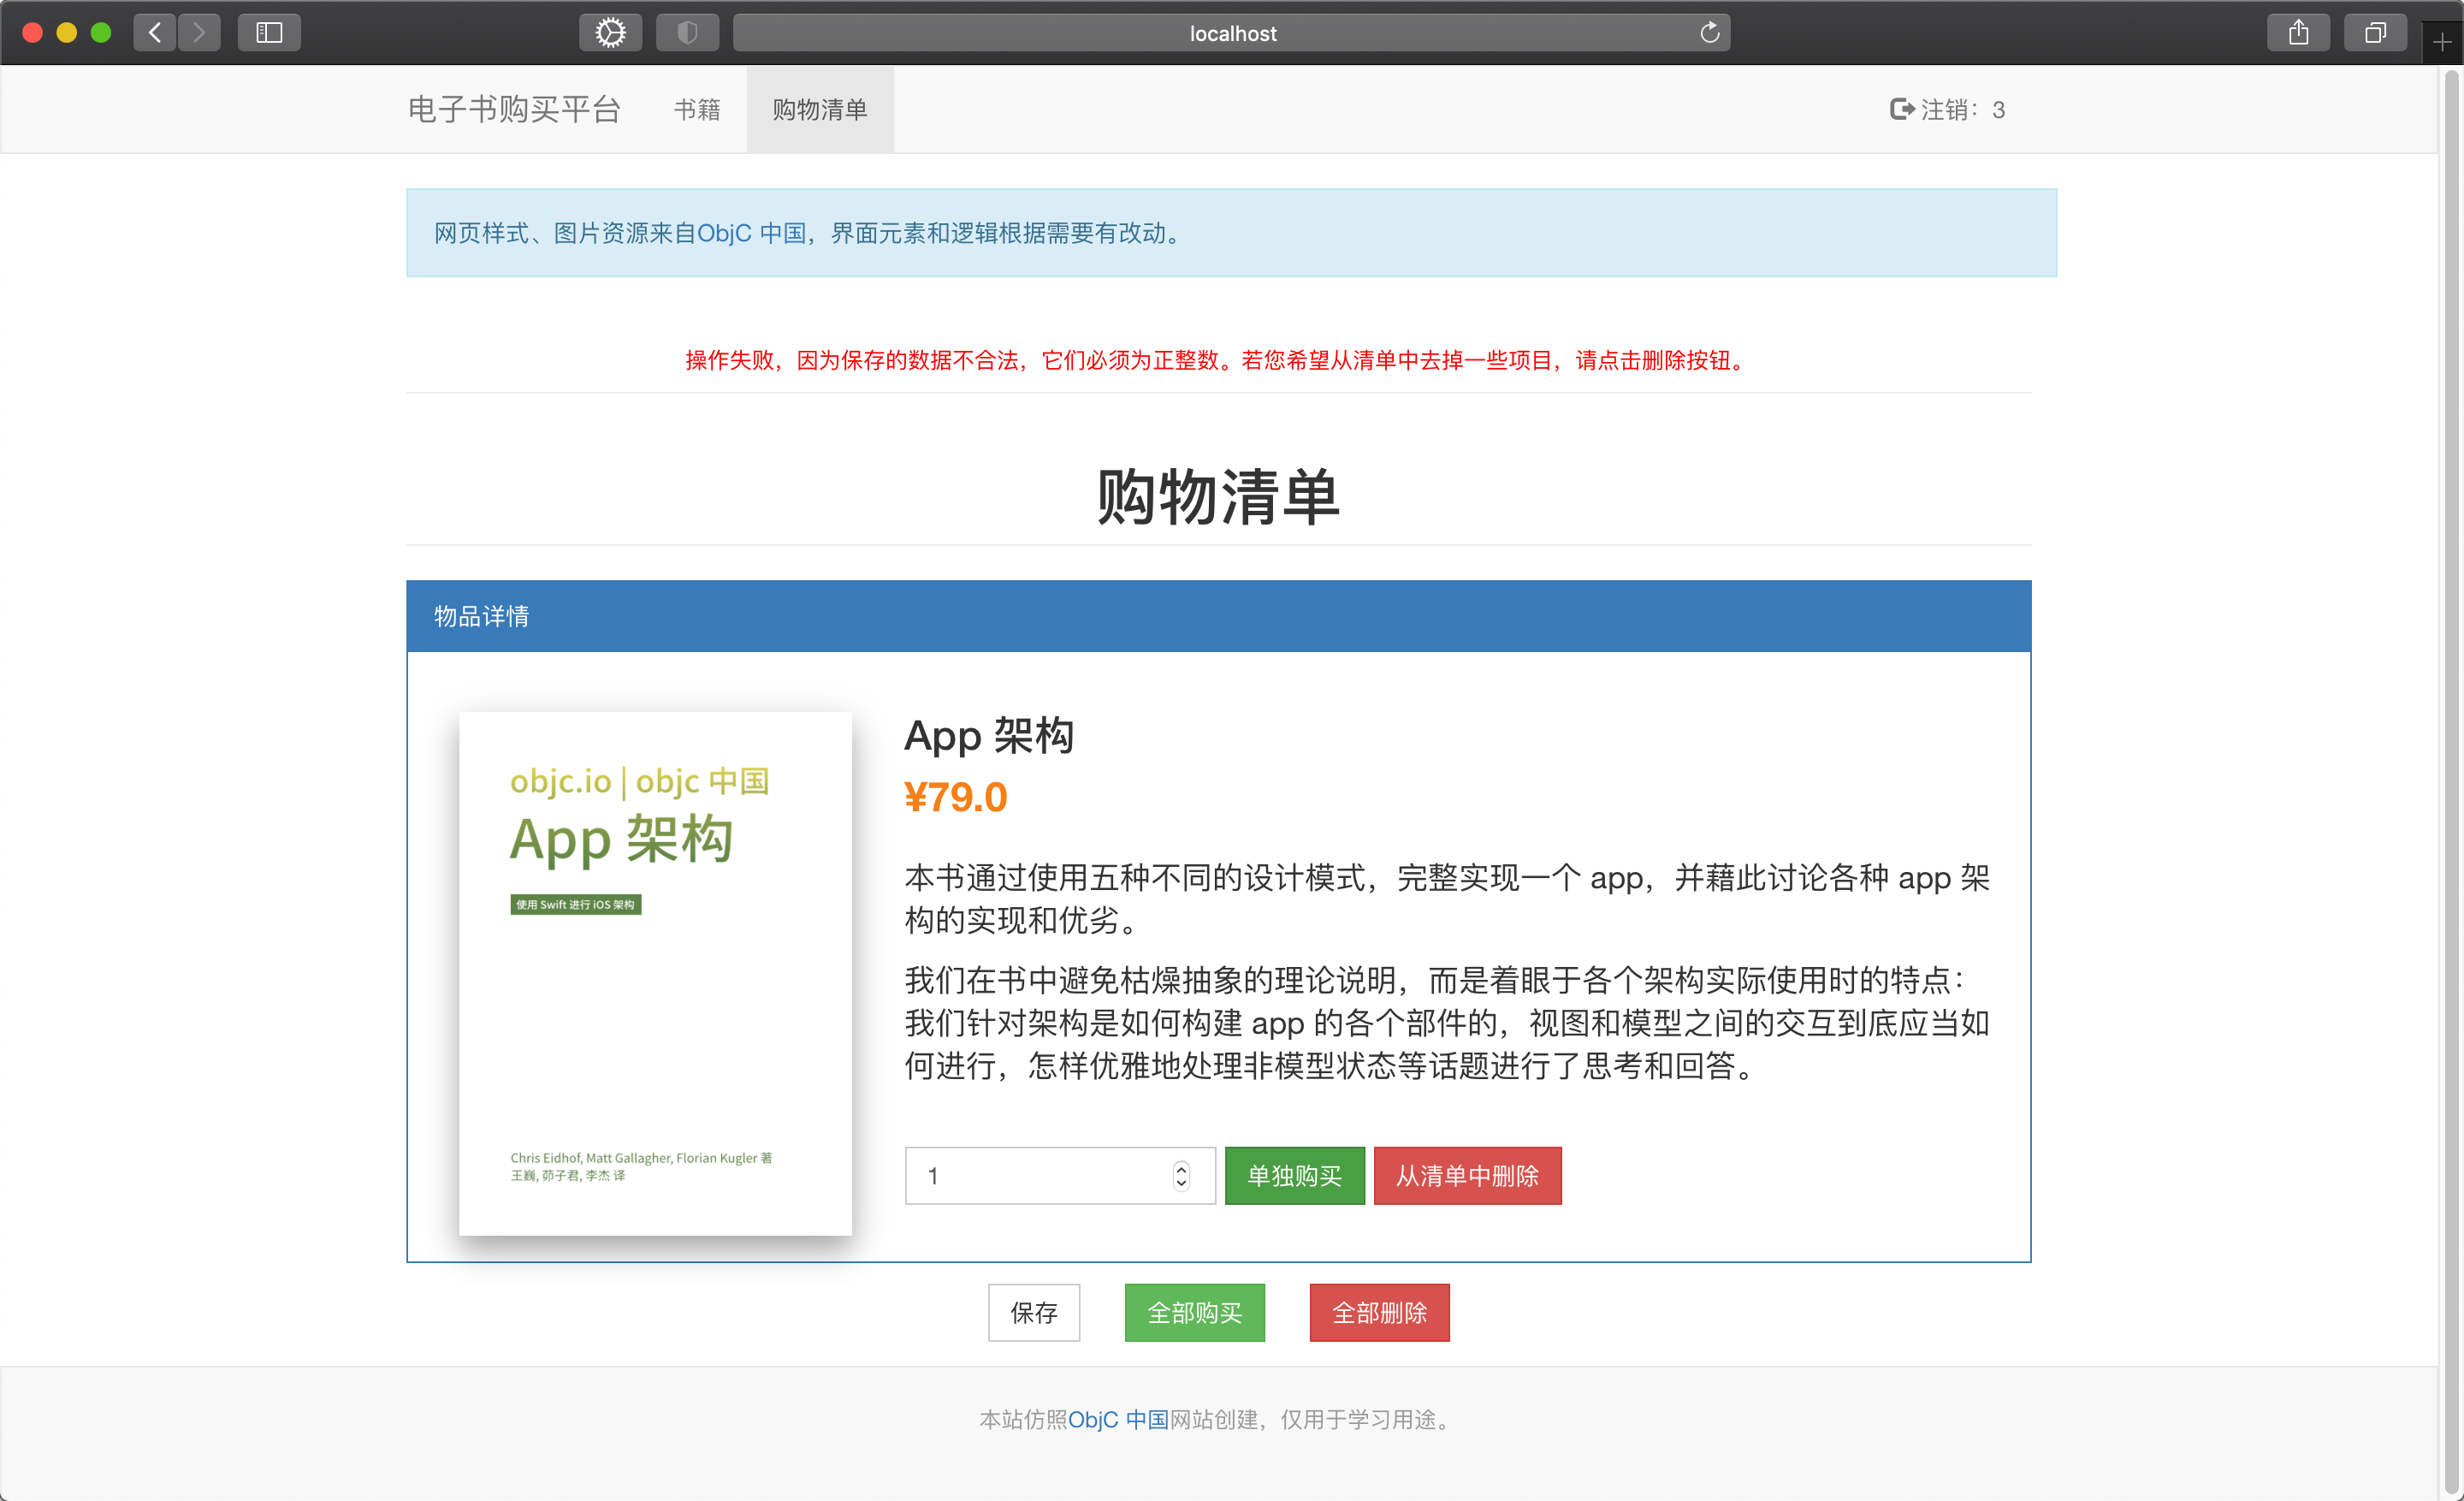 localhost
电子书购买平台
书籍
购物清单
注销：3
网页样式、图片资源来自ObjC 中国，界面元素和逻辑根据需要有改动。
操作失败，因为保存的数据不合法，它们必须为正整数。若您希望从清单中去掉一些项目，请点击删除按钮。
购物清单
物品详情
objc.io | objc 中国
App 架构
使用 Swift 进行 iOS 架构
Chris Eidhof, Matt Gallagher, Florian Kugler 著
王巍, 茆子君, 李杰 译
App 架构
¥79.0
本书通过使用五种不同的设计模式，完整实现一个 app，并藉此讨论各种 app 架
构的实现和优劣。
我们在书中避免枯燥抽象的理论说明，而是着眼于各个架构实际使用时的特点：
我们针对架构是如何构建 app 的各个部件的，视图和模型之间的交互到底应当如
何进行，怎样优雅地处理非模型状态等话题进行了思考和回答。
1
单独购买
从清单中删除
保存
全部购买
全部删除
本站仿照ObjC 中国网站创建，仅用于学习用途。